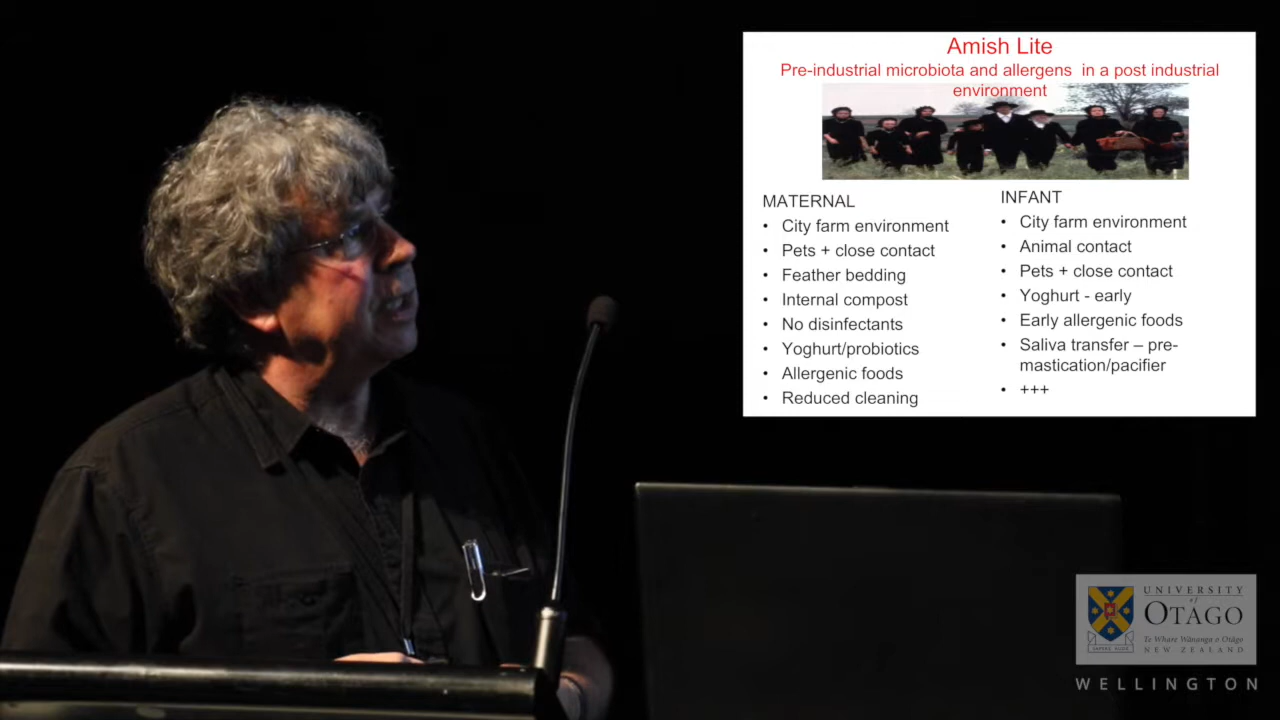 Amish Lite
Pre-industrial microbiota and allergens in a post industrial
environment
MATERNAL
• City farm environment
• Pets + close contact
• Feather bedding
• Internal compost
• No disinfectants
• Yoghurt/probiotics
• Allergenic foods
• Reduced cleaning
INFANT
• City farm environment
• Animal contact
• Pets + close contact
• Yoghurt - early
• Early allergenic foods
• Saliva transfer – pre-
mastication/pacifier
• +++
UNIVERSITY
of
OTAGO
Te Whare Wānanga o Otāgo
NEW ZEALAND
SAPERE AUDE
WELLINGTON